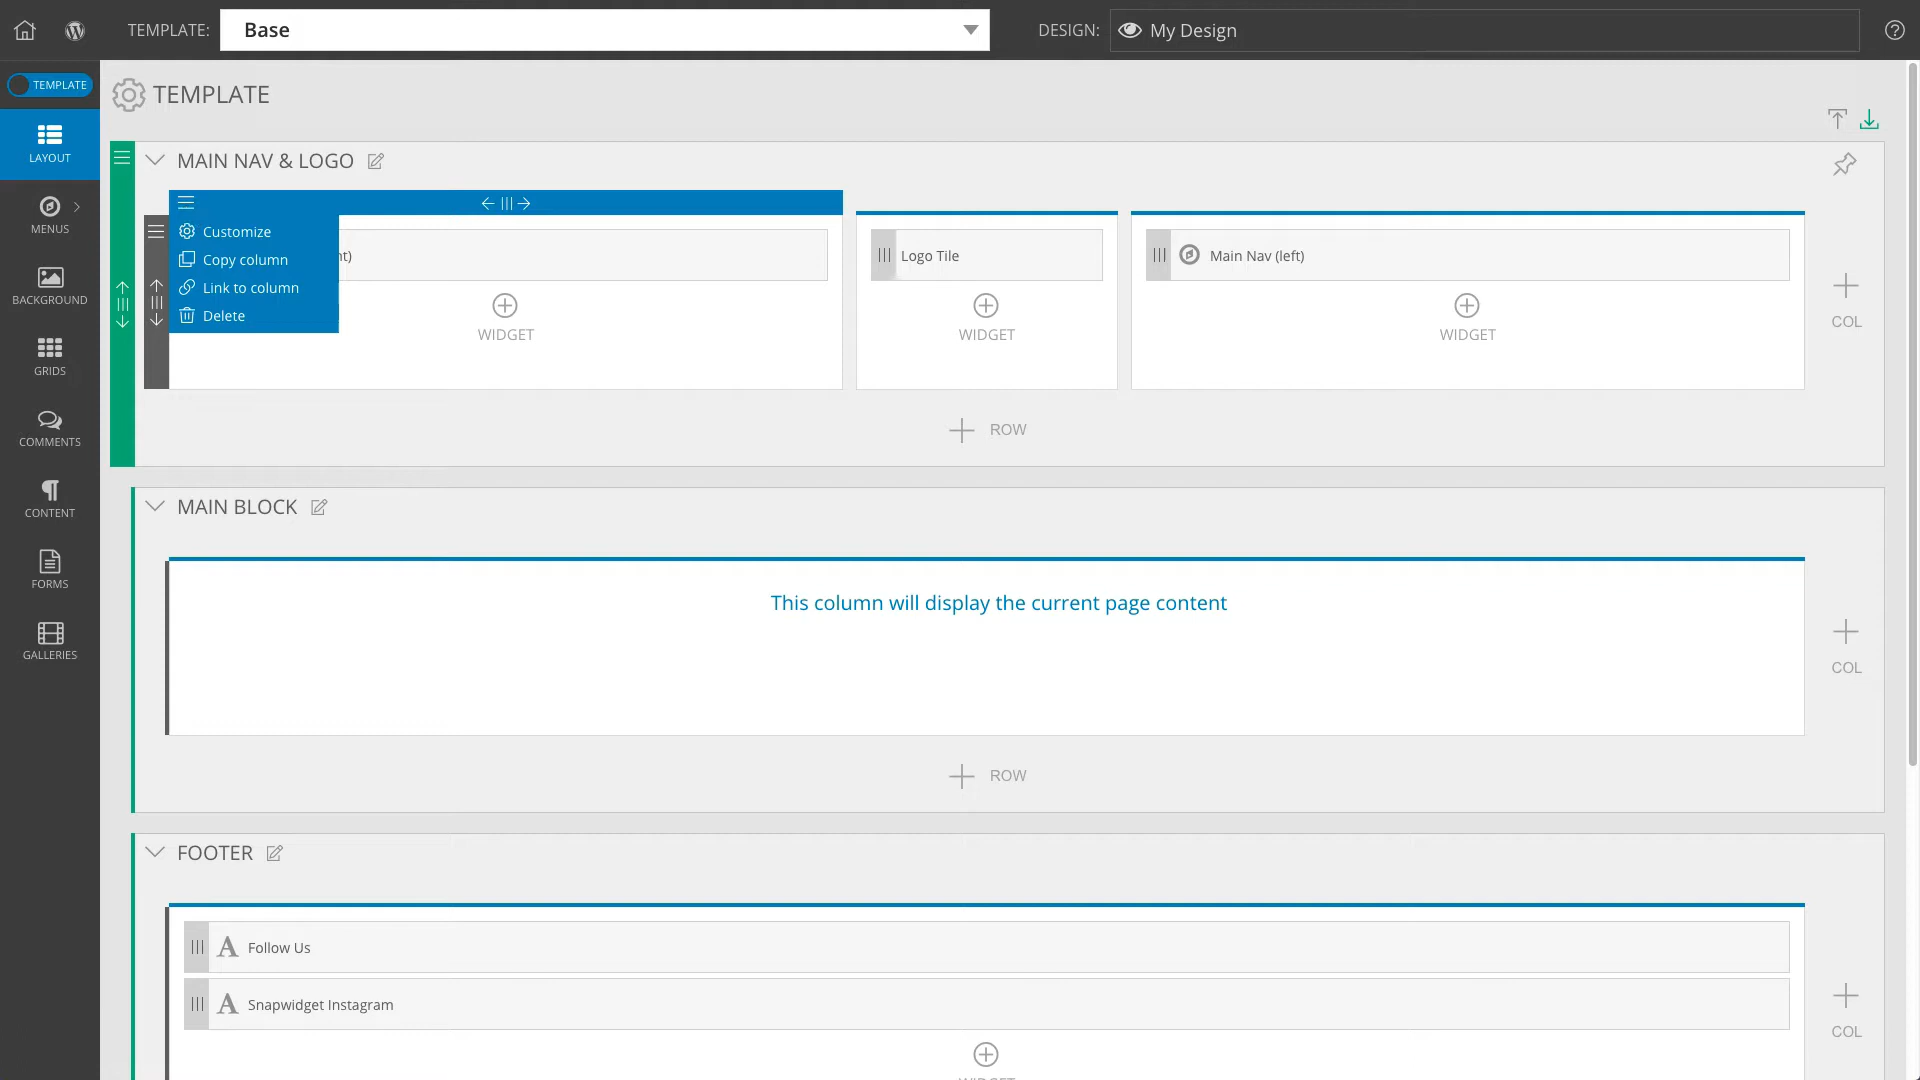 TEMPLATE:
Base
DESIGN:
My Design
TEMPLATE
TEMPLATE
LAYOUT
MENUS
BACKGROUND
GRIDS
COMMENTS
CONTENT
FORMS
GALLERIES
MAIN NAV & LOGO
Customize
Copy column
Link to column
Delete
Logo Tile
Main Nav (left)
WIDGET
WIDGET
WIDGET
COL
ROW
MAIN BLOCK
This column will display the current page content
COL
ROW
FOOTER
Follow Us
Snapwidget Instagram
COL